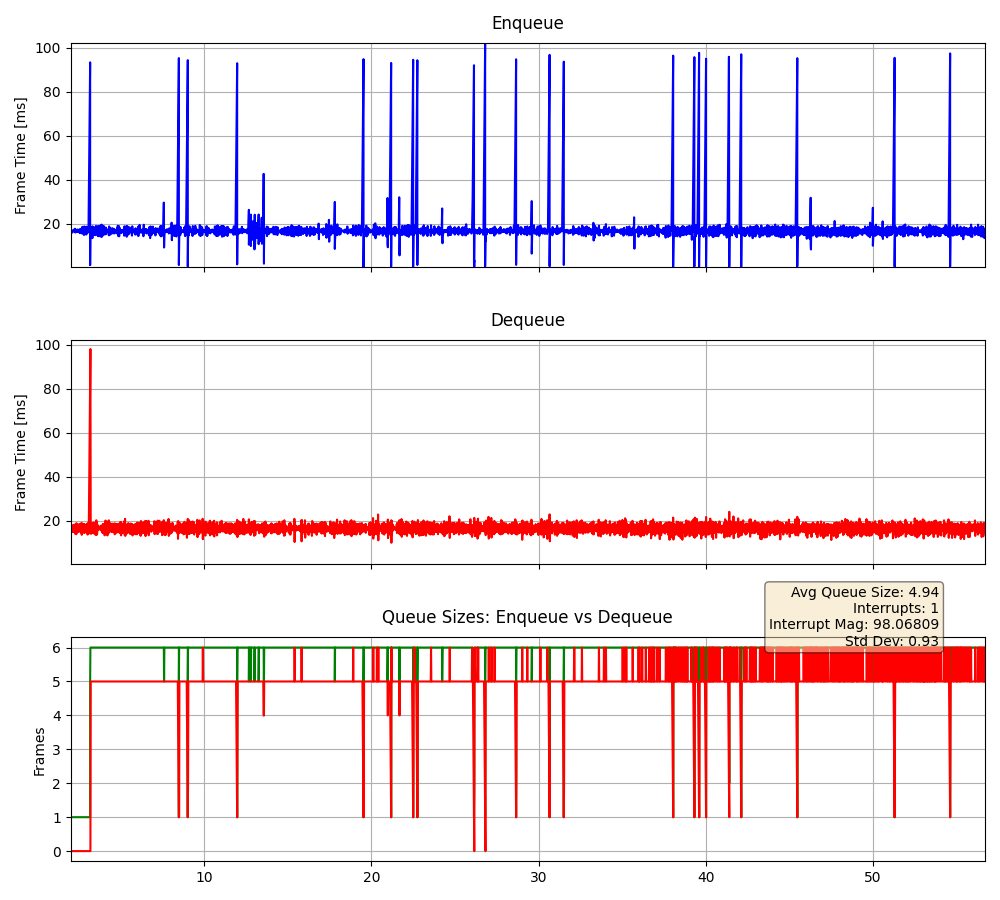 Enqueue
Frame Time [ms]
100
80
60
40
20
Dequeue
Frame Time [ms]
100
80
60
40
20
Avg Queue Size: 4.94
Interrupts: 1
Interrupt Mag: 98.06809
Std Dev: 0.93
Queue Sizes: Enqueue vs Dequeue
Frames
6
5
4
3
2
1
0
10 20 30 40 50